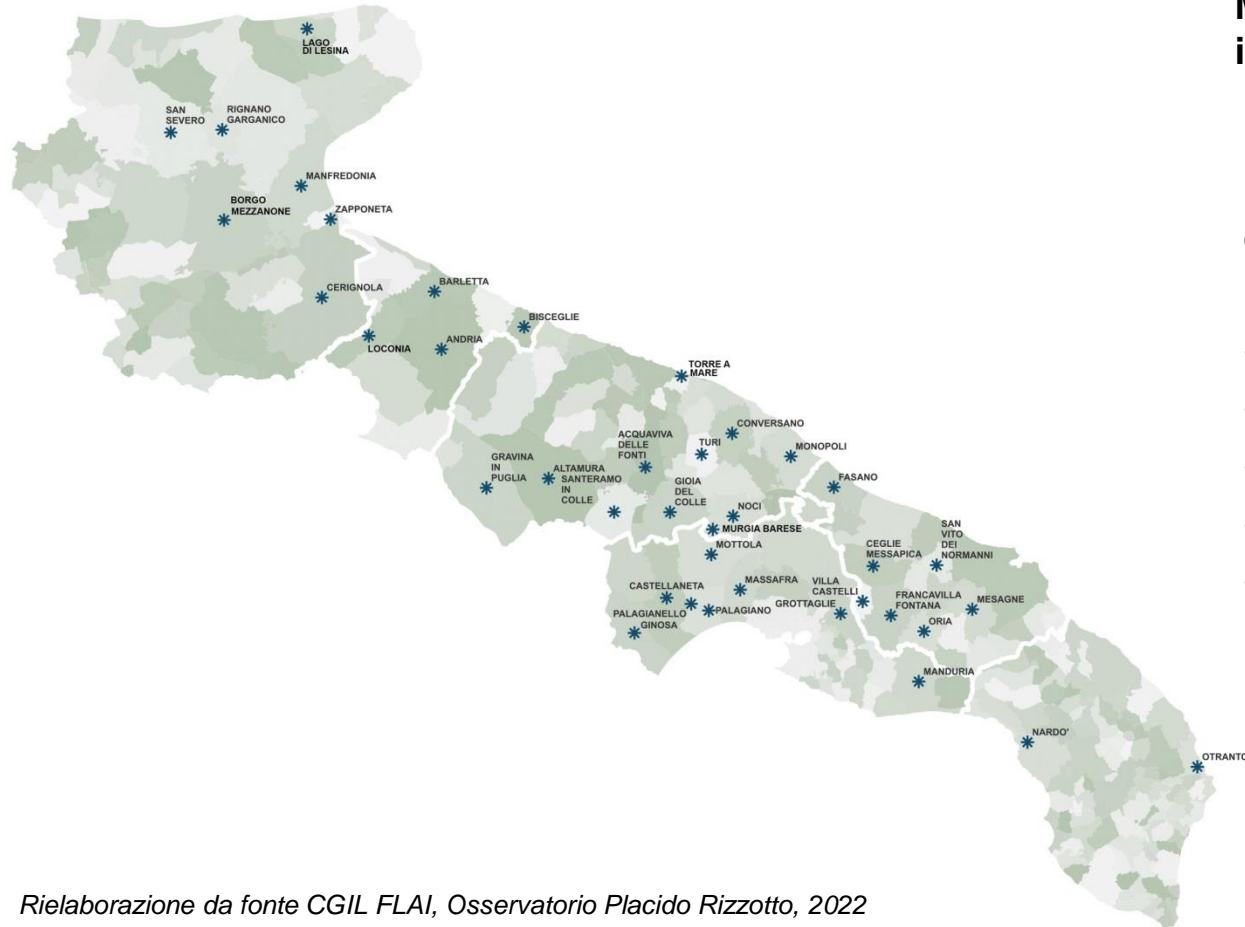 M
i
LAGO
DI LESINA
SAN
SEVERO
RIGNANO
GARGANICO
MANFREDONIA
BORGO
MEZZANONE
ZAPPONETA
CERIGNOLA
BARLETTA
BISCEGLIE
LOCONIA
ANDRIA
TORRE A
MARE
CONVERSANO
ACQUAVIVA
DELLE
FONTI
TURI
MONOPOLI
GRAVINA
IN
PUGLIA
ALTAMURA
SANTERAMO
IN
COLLE
GIOIA
DEL
COLLE
FASANO
NOCI
MURGIA BARESE
MOTTOLA
SAN
VITO
DEI
NORMANNI
CEGLIE
MESSAPICA
CASTELLANETA
MASSAFRA
VILLA
CASTELLI
FRANCAVILLA
FONTANA
MESAGNE
PALAGIANELLO
PALAGIANO
GROTTAGLIE
GINOSA
ORIA
MANDURIA
NARDO'
OTRANTO
Rielaborazione da fonte CGIL FLAI, Osservatorio Placido Rizzotto, 2022